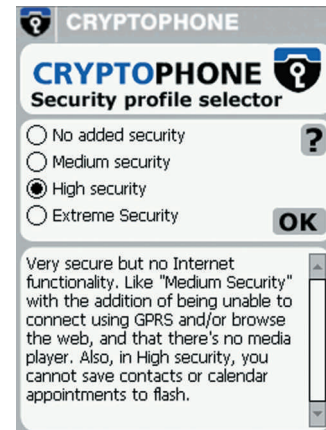 CRYPTOPHONE
CRYPTOPHONE
Security profile selector
No added security
?
Medium security
High security
Extreme Security
OK
Very secure but no Internet
functionality. Like "Medium Security"
with the addition of being unable to
connect using GPRS and/or browse
the web, and that there's no media
player. Also, in High security, you
cannot save contacts or calendar
appointments to flash.